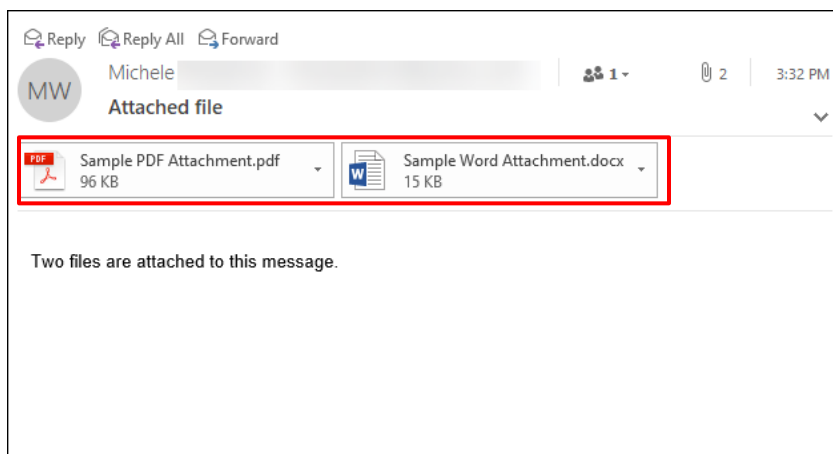 Reply Reply All Forward
MW
Michele
1
2
3:32 PM
Attached file
PDF
Sample PDF Attachment.pdf
96 KB
W
Sample Word Attachment.docx
15 KB
Two files are attached to this message.